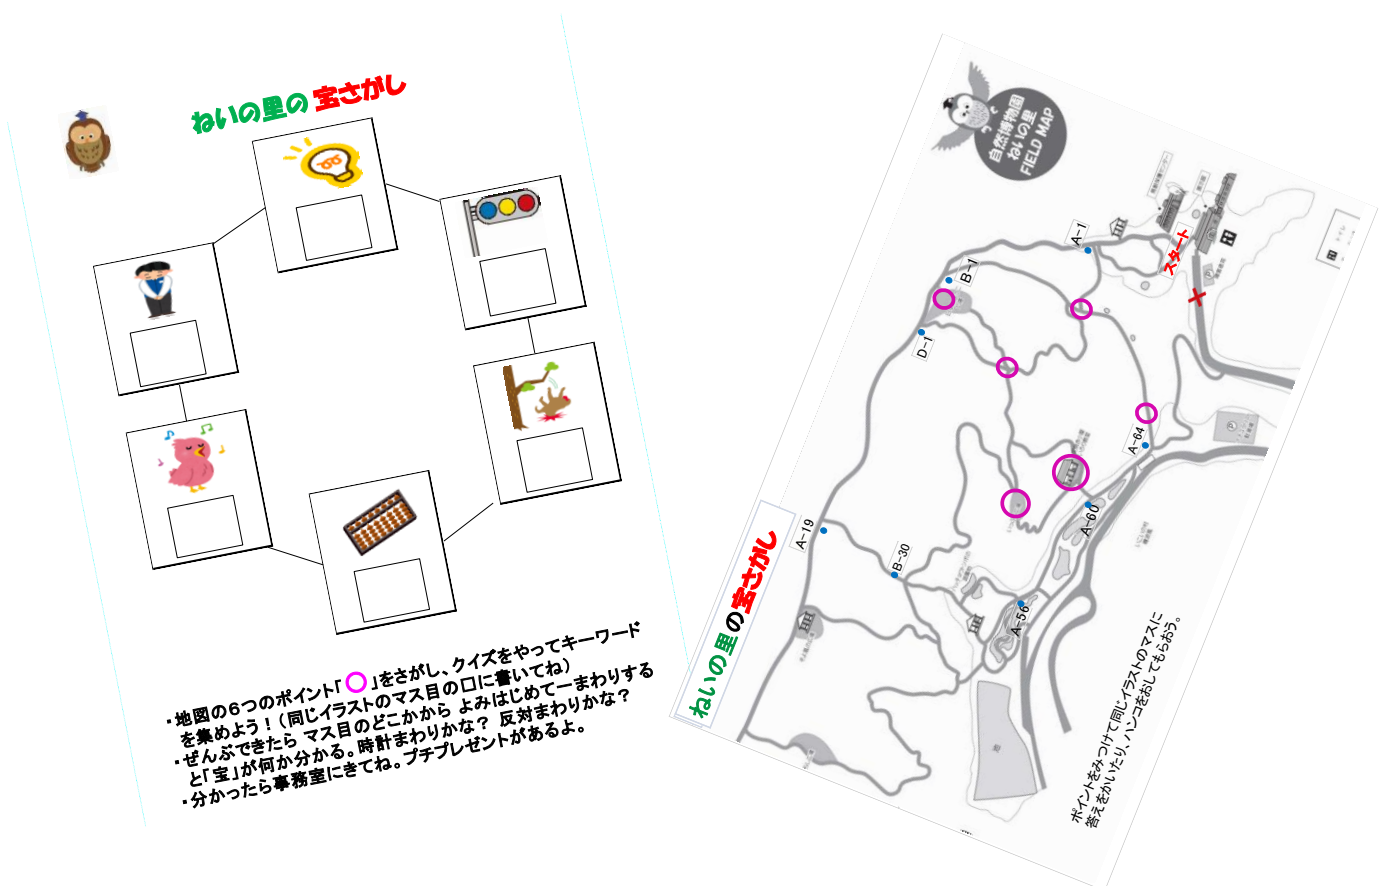 ねいの里の 宝さがし
・地図の6つのポイント「○」をさがし、クイズをやってキーワード
を集めよう!(同じイラストのマス目の口に書いてね)
・ぜんぶできたら マス目のどこかから よみはじめて一まわりする
と「宝」が何か分かる。時計まわりかな? 反対まわりかな?
・分かったら事務室にきてね。プチプレゼントがあるよ。
自然博物園
ねいの里
FIELD MAP
スタート
A-1
B-1
D-1
A-64
A-60
A-19
B-30
A-56
P
P
ねいの里の宝さがし
ポイントをみつけて同じイラストのマスに
答えをかいたり、ハンコをおしてもらおう。